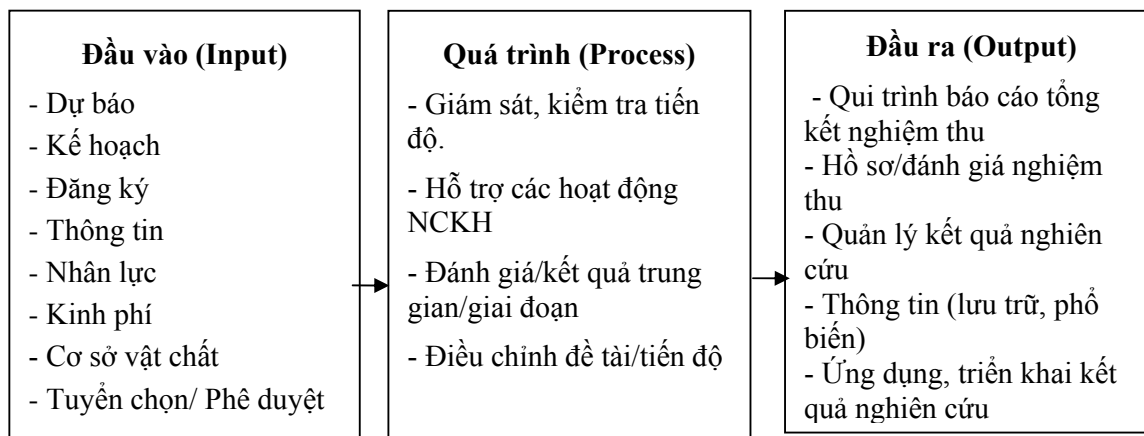 Đầu vào (Input)
- Dự báo
- Kế hoạch
- Đăng ký
- Thông tin
- Nhân lực
- Kinh phí
- Cơ sở vật chất
- Tuyển chọn/ Phê duyệt
Quá trình (Process)
- Giám sát, kiểm tra tiến
độ.
- Hỗ trợ các hoạt động
NCKH
- Đánh giá/kết quả trung
gian/giai đoạn
- Điều chỉnh đề tài/tiến độ
Đầu ra (Output)
- Qui trình báo cáo tổng
kết nghiệm thu
- Hồ sơ/đánh giá nghiệm
thu
- Quản lý kết quả nghiên
cứu
- Thông tin (lưu trữ, phổ
biến)
- Ứng dụng, triển khai kết
quả nghiên cứu